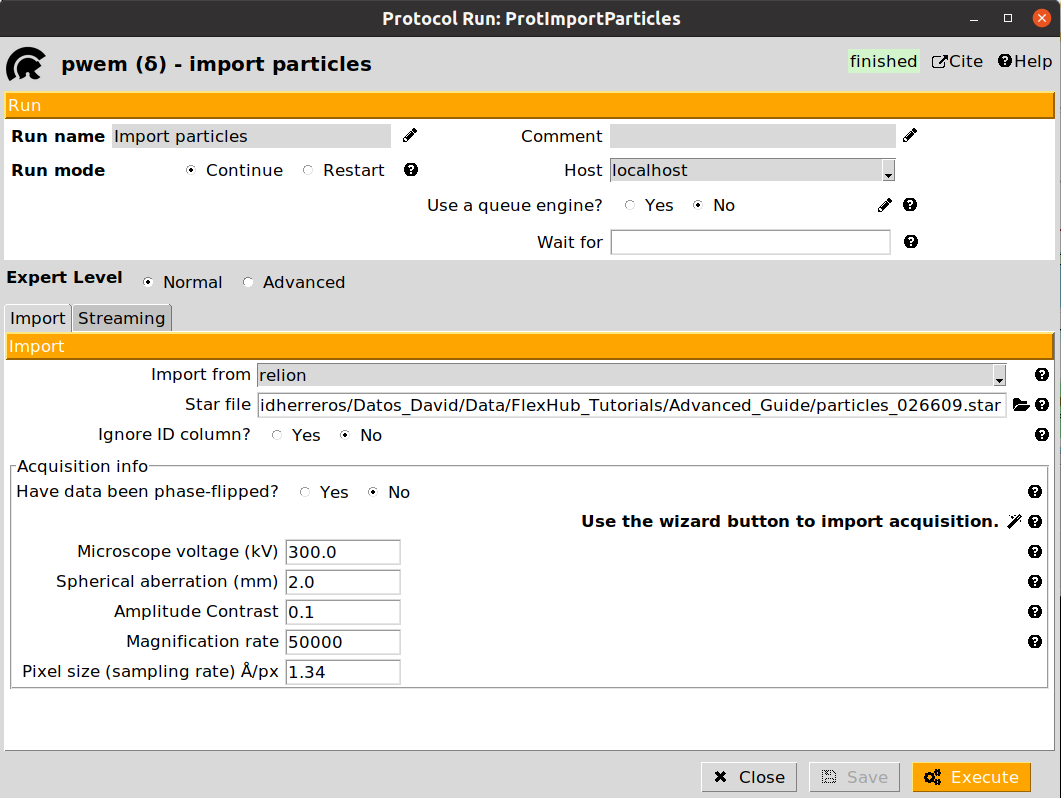 Protocol Run: ProtImportParticles
pwem (δ) - import particles
finished Cite Help
Run
Run name Import particles Comment
Run mode Continue Restart Host localhost
Use a queue engine? Yes No
Wait for
Expert Level Normal Advanced
Import Streaming
Import
Import from relion
Star file idherreros/Datos_David/Data/FlexHub_Tutorials/Advanced_Guide/particles_026609.star
Ignore ID column? Yes No
Acquisition info
Have data been phase-flipped? Yes No
Use the wizard button to import acquisition.
Microscope voltage (kV) 300.0
Spherical aberration (mm) 2.0
Amplitude Contrast 0.1
Magnification rate 50000
Pixel size (sampling rate) Å/px 1.34
Close Save Execute